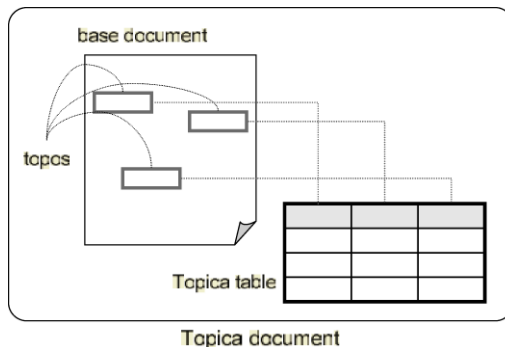 base document
topos
Topica table
Topica document